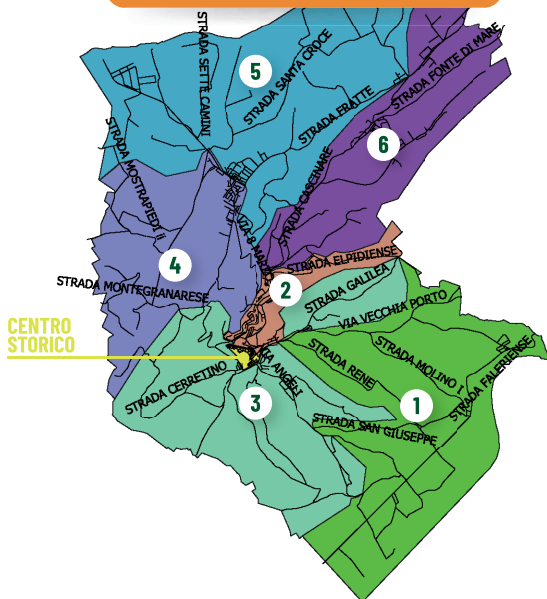 STRADA SETTE CAMINI
5
STRADA SANTA CROCE
STRADA FONTE DI MARE
STRADA FRATTE
6
STRADA MOSTRAPIEDI
STRADA CASCINARE
4
STRADA ELPIDIENSE
2
STRADA GALILEA
STRADA MONTEGRANARESE
VIA VECCHIA PORTO
CENTRO
STORICO
STRADA RENE
STRADA MOLINO I
STRADA FALERIENSE
STRADA CERRETINO
ANGELI
3
1
STRADA SAN GIUSEPPE